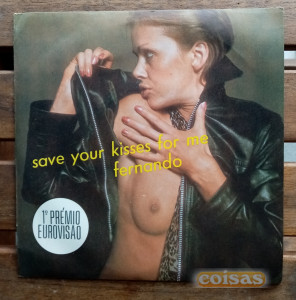 save your kisses for me
fernando
1º PRÉMIO
EUROVISÃO
coisas